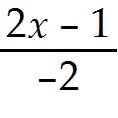 2x – 1
–2